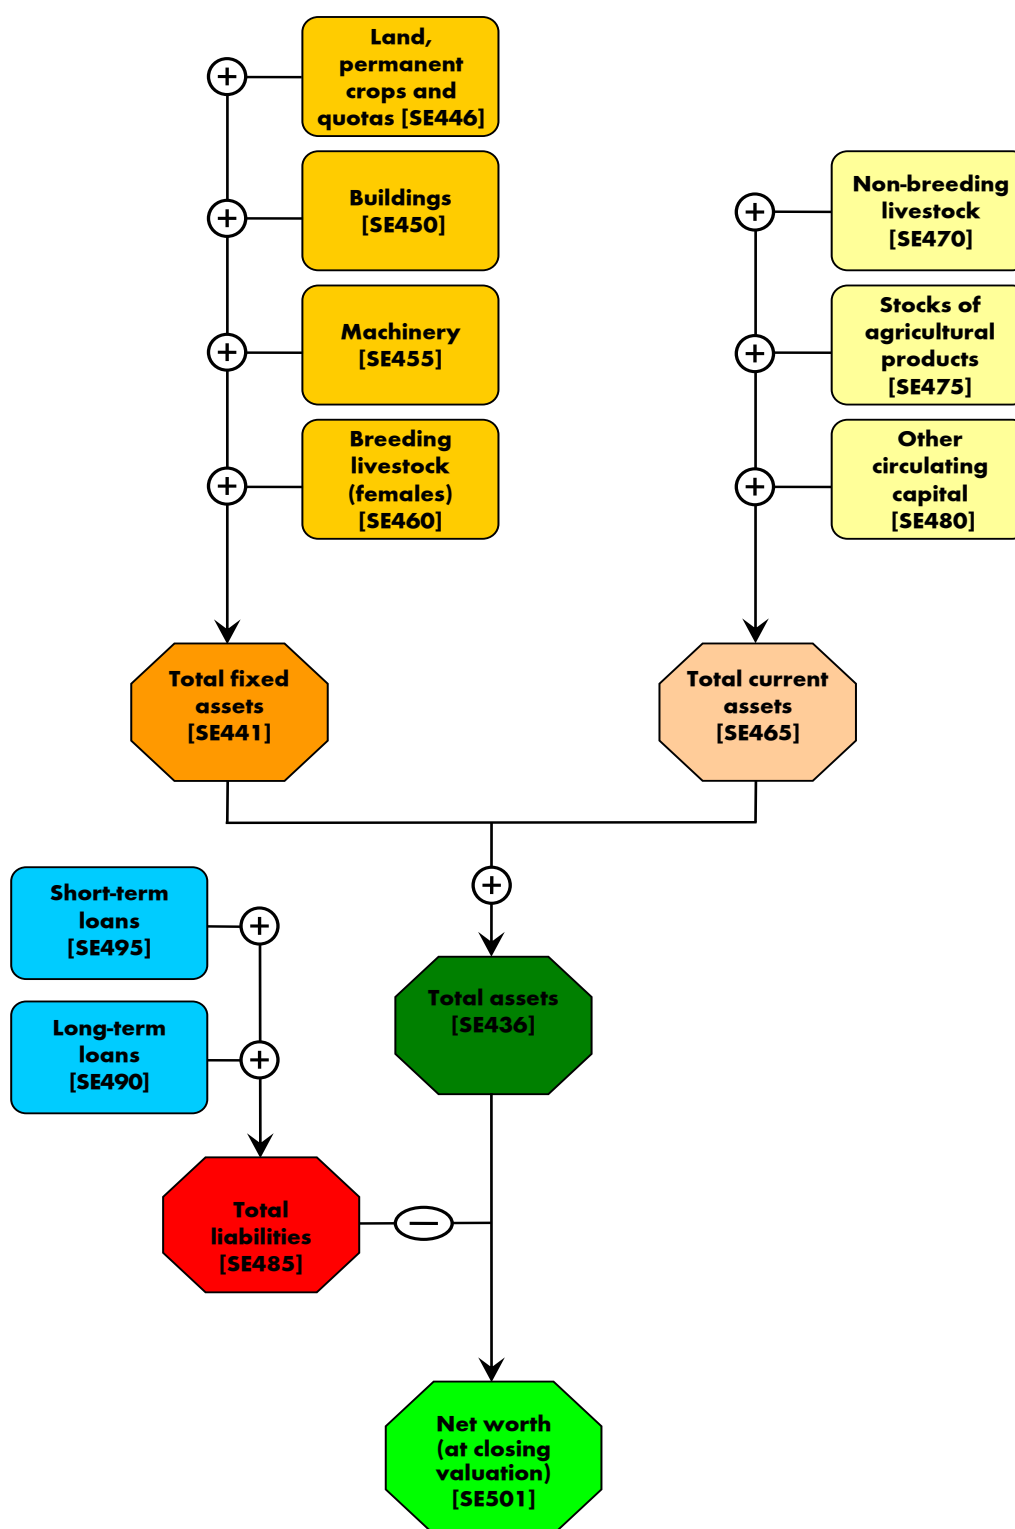 Land,
permanent
crops and
quotas [SE446]
Buildings
[SE450]
Machinery
[SE455]
Breeding
livestock
(females)
[SE460]
Non-breeding
livestock
[SE470]
Stocks of
agricultural
products
[SE475]
Other
circulating
capital
[SE480]
Total fixed
assets
[SE441]
Total current
assets
[SE465]
Short-term
loans
[SE495]
Long-term
loans
[SE490]
Total assets
[SE436]
Total
liabilities
[SE485]
Net worth
(at closing
valuation)
[SE501]